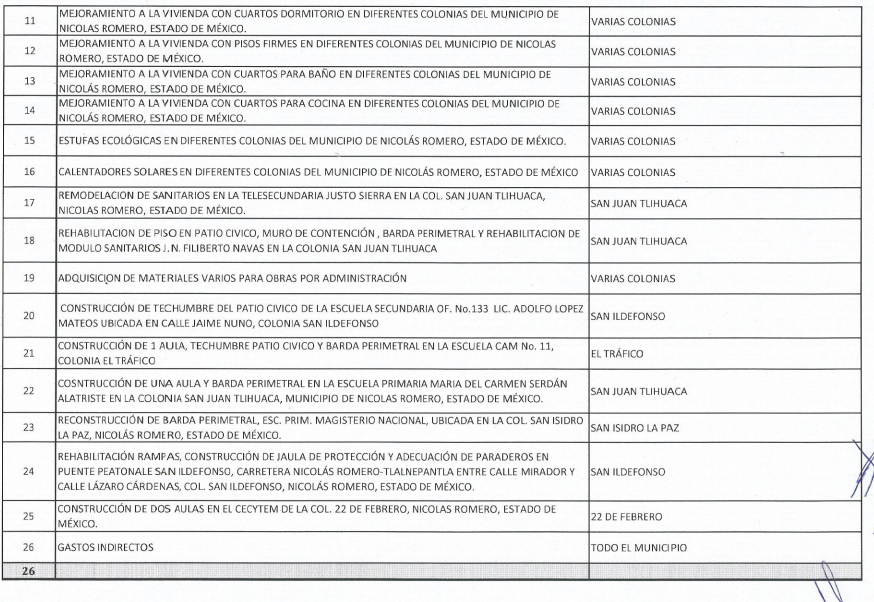 11 MEJORAMIENTO A LA VIVIENDA CON CUARTOS DORMITORIO EN DIFERENTES COLONIAS DEL MUNICIPIO DE VARIAS COLONIAS
NICOLAS ROMERO, ESTADO DE MÉXICO.
12 MEJORAMIENTO A LA VIVIENDA CON PISOS FIRMES EN DIFERENTES COLONIAS DEL MUNICIPIO DE NICOLAS VARIAS COLONIAS
ROMERO, ESTADO DE MÉXICO.
13 MEJORAMIENTO A LA VIVIENDA CON CUARTOS PARA BAÑO EN DIFERENTES COLONIAS DEL MUNICIPIO DE VARIAS COLONIAS
NICOLÁS ROMERO, ESTADO DE MÉXICO.
14 MEJORAMIENTO A LA VIVIENDA CON CUARTOS PARA COCINA EN DIFERENTES COLONIAS DEL MUNICIPIO DE VARIAS COLONIAS
NICOLÁS ROMERO, ESTADO DE MÉXICO.
15 ESTUFAS ECOLÓGICAS EN DIFERENTES COLONIAS DEL MUNICIPIO DE NICOLÁS ROMERO, ESTADO DE MÉXICO. VARIAS COLONIAS
16 CALENTADORES SOLARES EN DIFERENTES COLONIAS DEL MUNICIPIO DE NICOLÁS ROMERO, ESTADO DE MÉXICO VARIAS COLONIAS
17 REMODELACION DE SANITARIOS EN LA TELESECUNDARIA JUSTO SIERRA EN LA COL. SAN JUAN TLIHUACA, SAN JUAN TLIHUACA
NICOLAS ROMERO, ESTADO DE MÉXICO.
18 REHABILITACION DE PISO EN PATIO CIVICO, MURO DE CONTENCIÓN , BARDA PERIMETRAL Y REHABILITACION DE SAN JUAN TLIHUACA
MODULO SANITARIOS J.N. FILIBERTO NAVAS EN LA COLONIA SAN JUAN TLIHUACA
19 ADQUISICION DE MATERIALES VARIOS PARA OBRAS POR ADMINISTRACIÓN VARIAS COLONIAS
20 CONSTRUCCIÓN DE TECHUMBRE DEL PATIO CIVICO DE LA ESCUELA SECUNDARIA OF. No.133 LIC. ADOLFO LOPEZ SAN ILDEFONSO
MATEOS UBICADA EN CALLE JAIME NUNO, COLONIA SAN ILDEFONSO
21 CONSTRUCCIÓN DE 1 AULA, TECHUMBRE PATIO CIVICO Y BARDA PERIMETRAL EN LA ESCUELA CAM No. 11, EL TRÁFICO
COLONIA EL TRÁFICO
22 COSNTRUCCIÓN DE UNA AULA Y BARDA PERIMETRAL EN LA ESCUELA PRIMARIA MARIA DEL CARMEN SERDÁN SAN JUAN TLIHUACA
ALATRISTE EN LA COLONIA SAN JUAN TLIHUACA, MUNICIPIO DE NICOLAS ROMERO, ESTADO DE MÉXICO.
23 RECONSTRUCCIÓN DE BARDA PERIMETRAL, ESC. PRIM. MAGISTERIO NACIONAL, UBICADA EN LA COL. SAN ISIDRO SAN ISIDRO LA PAZ
LA PAZ, NICOLÁS ROMERO, ESTADO DE MÉXICO.
24 REHABILITACIÓN RAMPAS, CONSTRUCCIÓN DE JAULA DE PROTECCIÓN Y ADECUACIÓN DE PARADEROS EN SAN ILDEFONSO
PUENTE PEATONALE SAN ILDEFONSO, CARRETERA NICOLÁS ROMERO-TLALNEPANTLA ENTRE CALLE MIRADOR Y
CALLE LÁZARO CÁRDENAS, COL. SAN ILDEFONSO, NICOLÁS ROMERO, ESTADO DE MÉXICO.
25 CONSTRUCCIÓN DE DOS AULAS EN EL CECYTEM DE LA COL. 22 DE FEBRERO, NICOLAS ROMERO, ESTADO DE 22 DE FEBRERO
MÉXICO.
26 GASTOS INDIRECTOS TODO EL MUNICIPIO
26